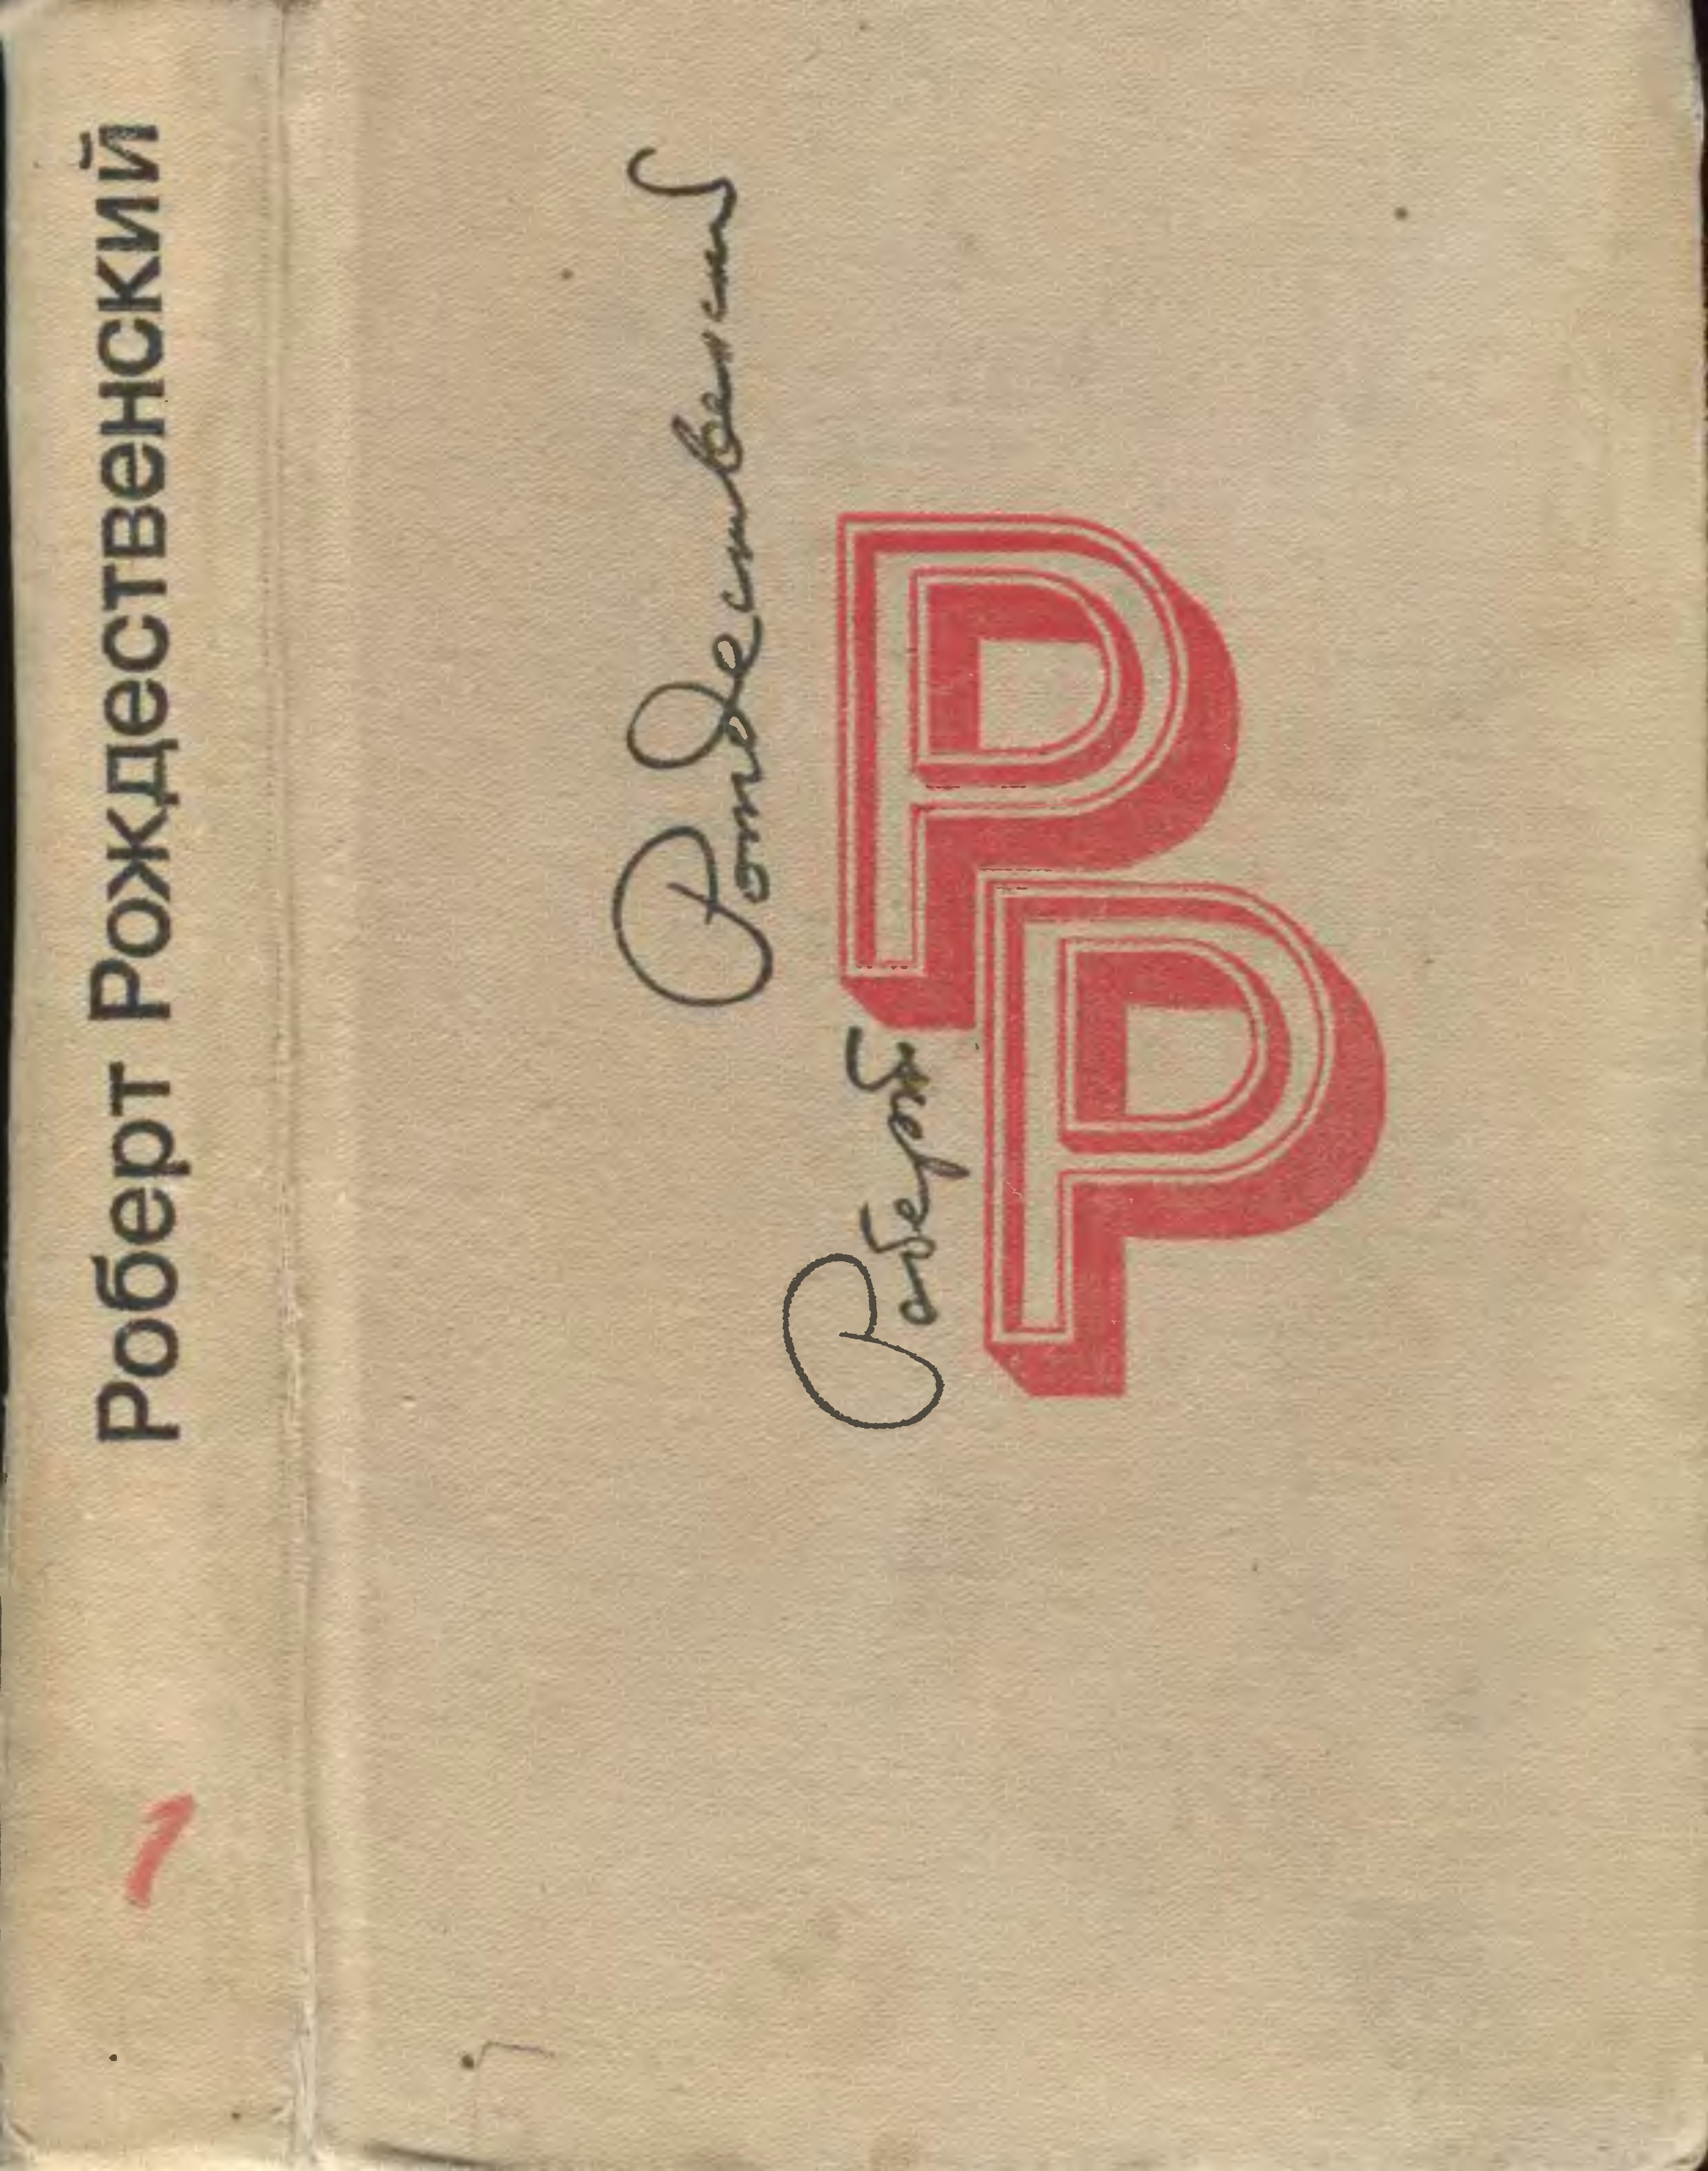 Роберт Рождественский
1
Роберт
Рождественский
РР